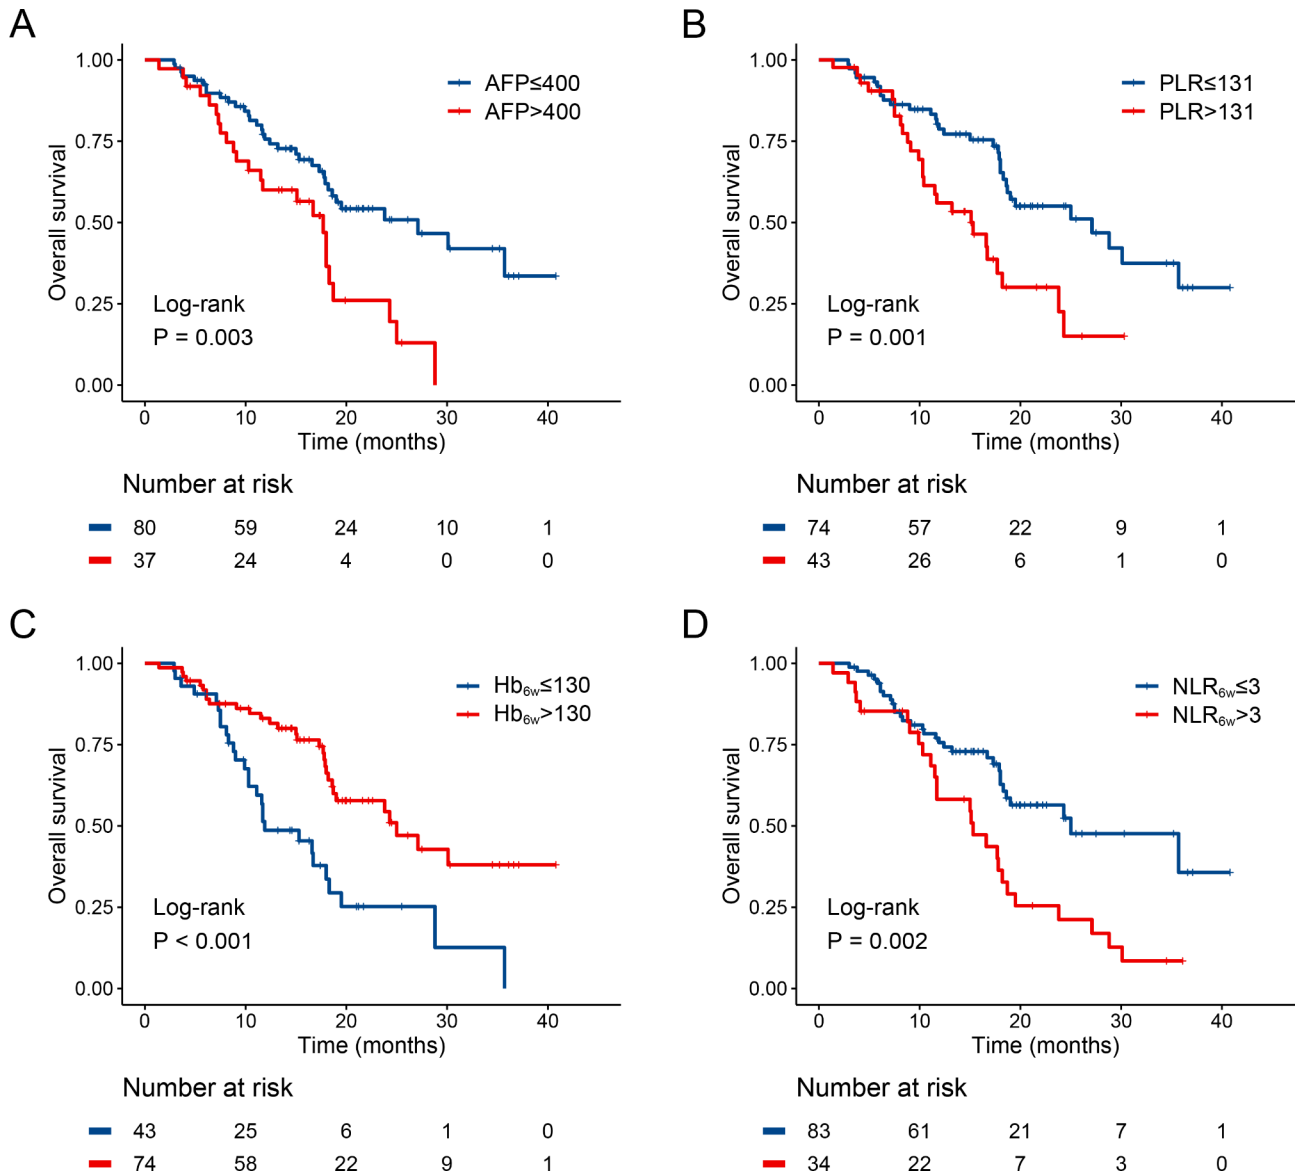 A
1.00
0.75
0.50
0.25
0.00
Overall survival
AFP≤400
AFP>400
Log-rank
P = 0.003
0 10 20 30 40
Time (months)
Number at risk
80 59 24 10 1
37 24 4 0 0
B
1.00
0.75
0.50
0.25
0.00
Overall survival
PLR≤131
PLR>131
Log-rank
P = 0.001
0 10 20 30 40
Time (months)
Number at risk
74 57 22 9 1
43 26 6 1 0
C
1.00
0.75
0.50
0.25
0.00
Overall survival
Hb6w≤130
Hb6w>130
Log-rank
P < 0.001
0 10 20 30 40
Time (months)
Number at risk
43 25 6 1 0
74 58 22 9 1
D
1.00
0.75
0.50
0.25
0.00
Overall survival
NLR6w≤3
NLR6w>3
Log-rank
P = 0.002
0 10 20 30 40
Time (months)
Number at risk
83 61 21 7 1
34 22 7 3 0